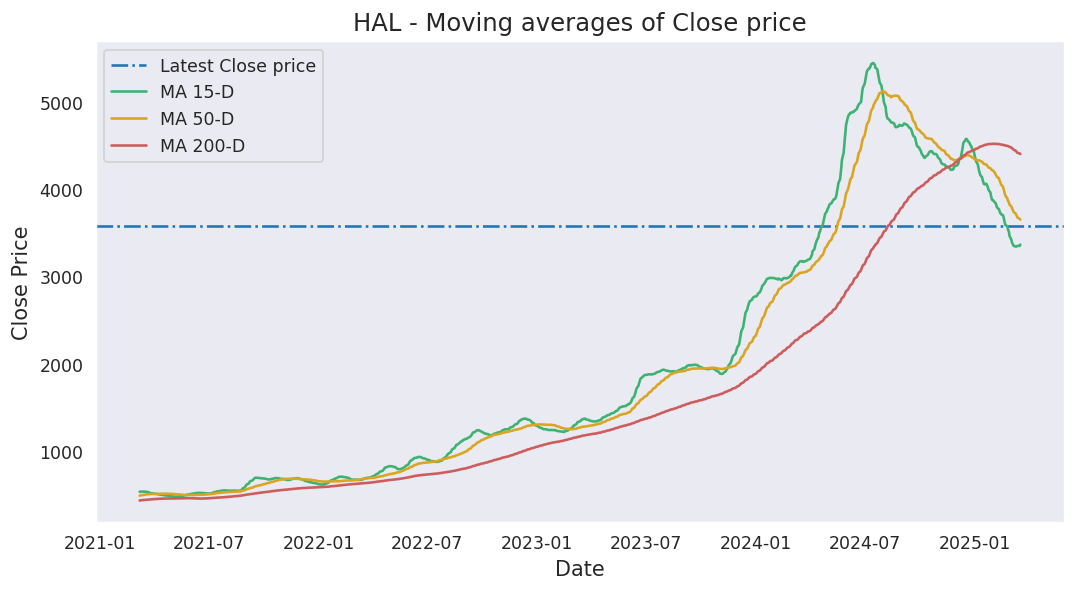 HAL - Moving averages of Close price
Latest Close price
MA 15-D
MA 50-D
MA 200-D
5000
4000
3000
2000
1000
Close Price
2021-01 2021-07 2022-01 2022-07 2023-01 2023-07 2024-01 2024-07 2025-01
Date